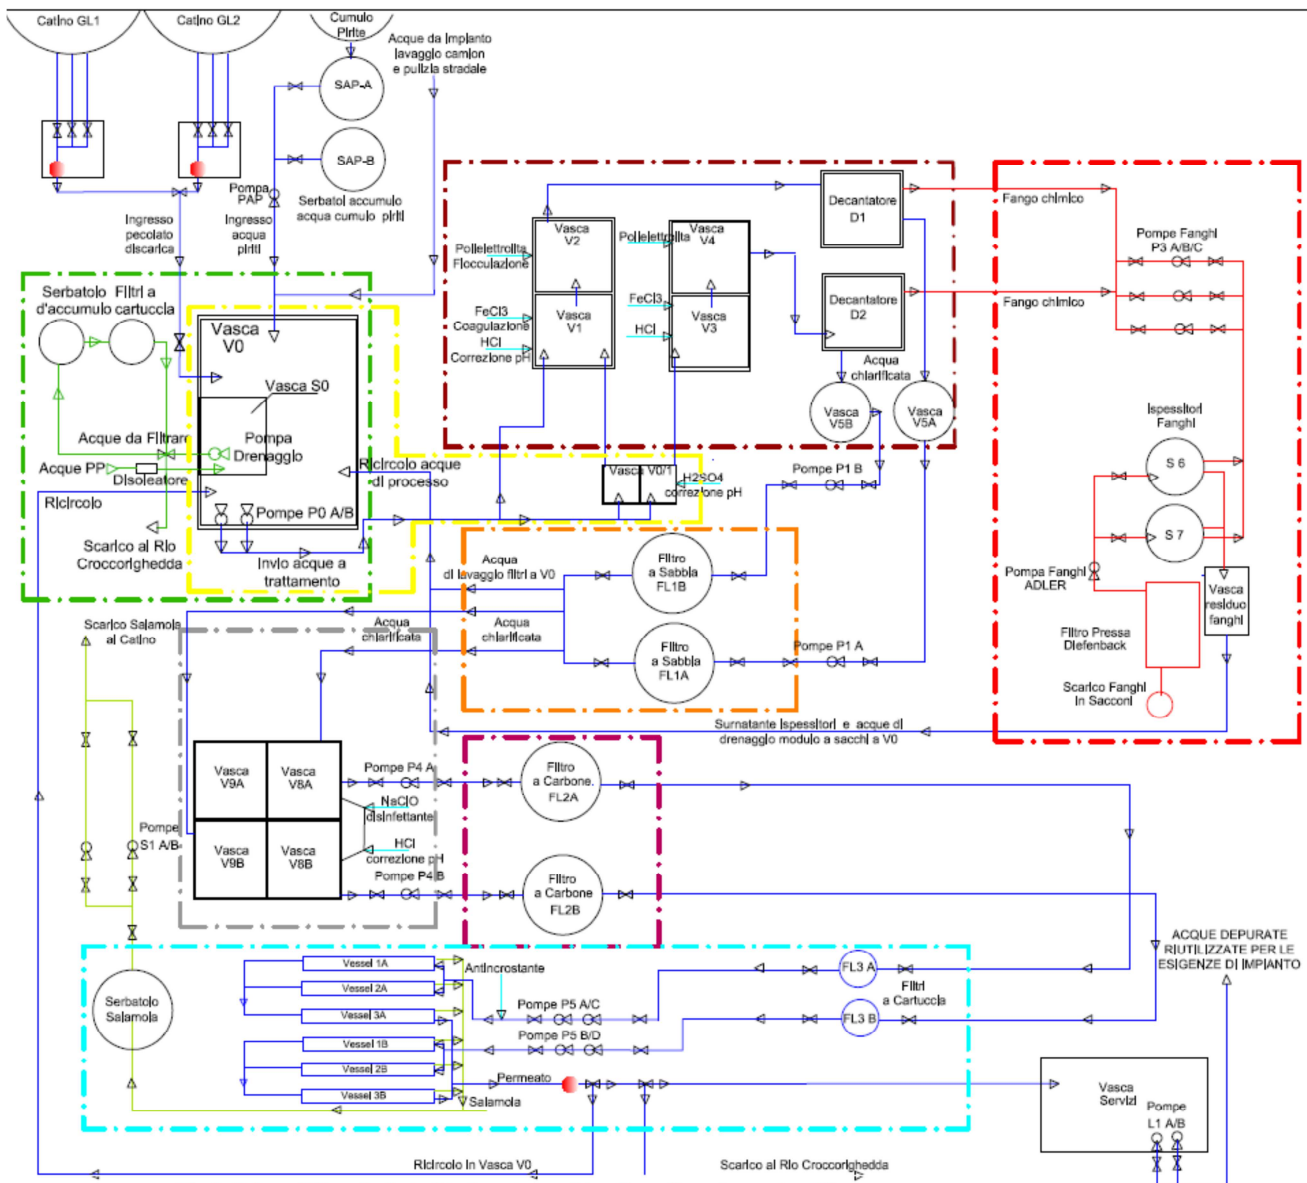 Catino GL1
Catino GL2
Cumulo
Pirite
Acque da impianto
lavaggio camion
e pulizia stradale
SAP-A
SAP-B
Pompa
PAP
Serbatoi accumulo
acqua cumulo piriti
Ingresso
pecolato
discarica
Ingresso
acqua
piriti
Serbatoio
d'accumulo
Filtri a
cartuccia
Vasca
V0
Vasca S0
Pompa
Drenaggio
Acque da Filtrare
Acque PP
Disoleatore
Ricircolo
Pompe P0 A/B
Scarico al Rio
Croccorighedda
Invio acque a
trattamento
Ricircolo acque
di processo
Vasca V0/1
H2SO4
correzione pH
Polielettrolita
Flocculazione
FeCl3
Coagulazione
HCl
Correzione pH
Vasca
V2
Vasca
V1
Polielettrolita
FeCl3
HCl
Vasca
V4
Vasca
V3
Decantatore
D1
Decantatore
D2
Acqua
chiarificata
Vasca
V5B
Vasca
V5A
Fango chimico
Fango chimico
Pompe Fanghi
P3 A/B/C
Ispessitori
Fanghi
S 6
S 7
Pompa Fanghi
ADLER
Vasca
residuo
fanghi
Filtro Pressa
Diefenback
Scarico Fanghi
in Sacconi
Pompe P1 B
Pompe P1 A
Filtro
a Sabbia
FL1B
Filtro
a Sabbia
FL1A
Acqua
di lavaggio filtri a V0
Acqua
chiarificata
Acqua
chiarificata
Surnatante ispessitori e acque di
drenaggio modulo a sacchi a V0
Scarico Salamoia
al Catino
Pompe
S1 A/B
Vasca
V9A
Vasca
V8A
Vasca
V9B
Vasca
V8B
Pompe P4 A
NaClO
disinfettante
HCl
correzione pH
Pompe P4 B
Filtro
a Carbone.
FL2A
Filtro
a Carbone
FL2B
Serbatoio
Salamoia
Vessel 1A
Vessel 2A
Vessel 3A
Vessel 1B
Vessel 2B
Vessel 3B
Antincrostante
Pompe P5 A/C
Pompe P5 B/D
FL3 A
Filtri
a Cartuccia
FL3 B
Permeato
Salamoia
Ricircolo in Vasca V0
Scarico al Rio Croccorighedda
ACQUE DEPURATE
RIUTILIZZATE PER LE
ESIGENZE DI IMPIANTO
Vasca
Servizi
Pompe
L1 A/B